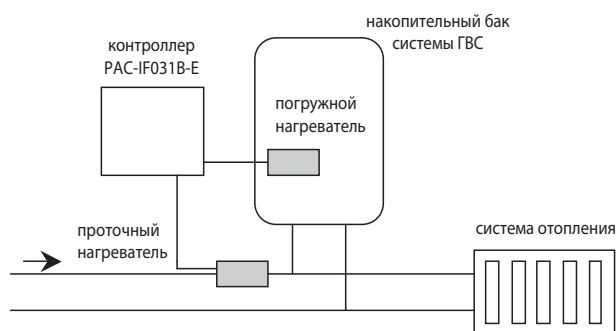 контроллер
PAC-IF031B-E
накопительный бак
системы ГВС
погружной
нагреватель
проточный
нагреватель
система отопления